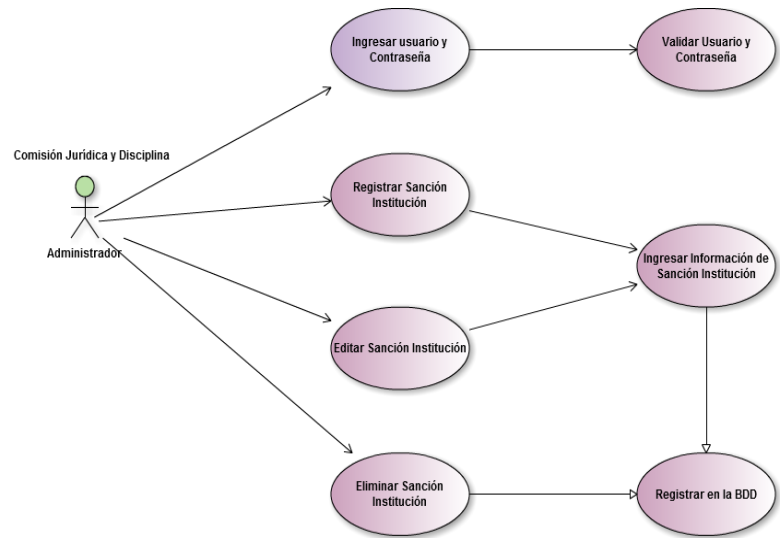 Ingresar usuario y
Contraseña
Validar Usuario y
Contraseña
Comisión Jurídica y Disciplina
Administrador
Registrar Sanción
Institución
Ingresar Información de
Sanción Institución
Editar Sanción Institución
Eliminar Sanción
Institución
Registrar en la BDD